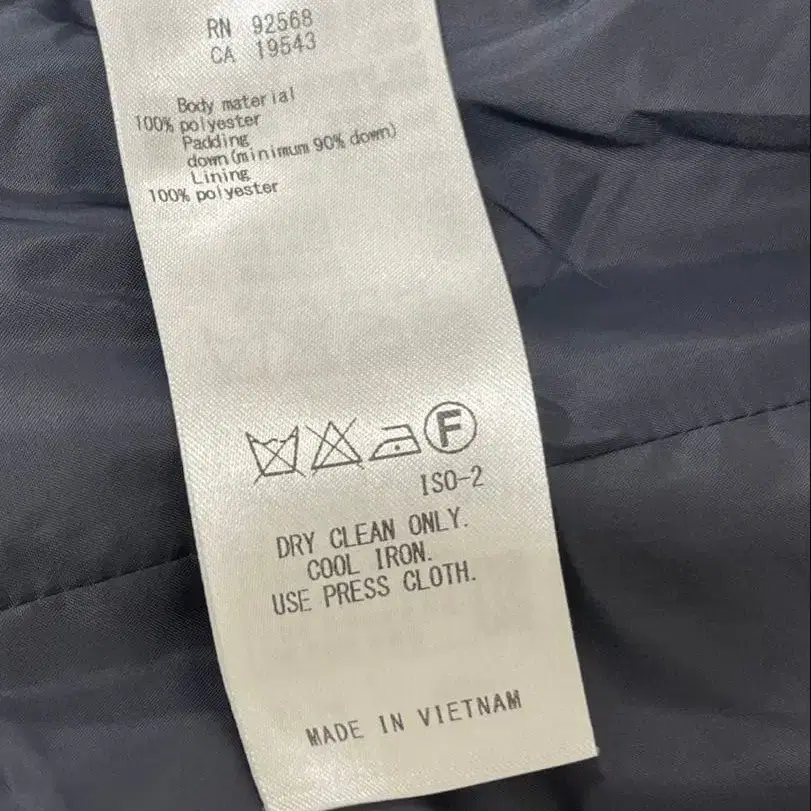 RN 92568
CA 19543
Body material
100% polyester
Padding
down(minimum 90% down)
Lining
100% polyester
F
ISO-2
DRY CLEAN ONLY.
COOL IRON.
USE PRESS CLOTH.
MADE IN VIETNAM